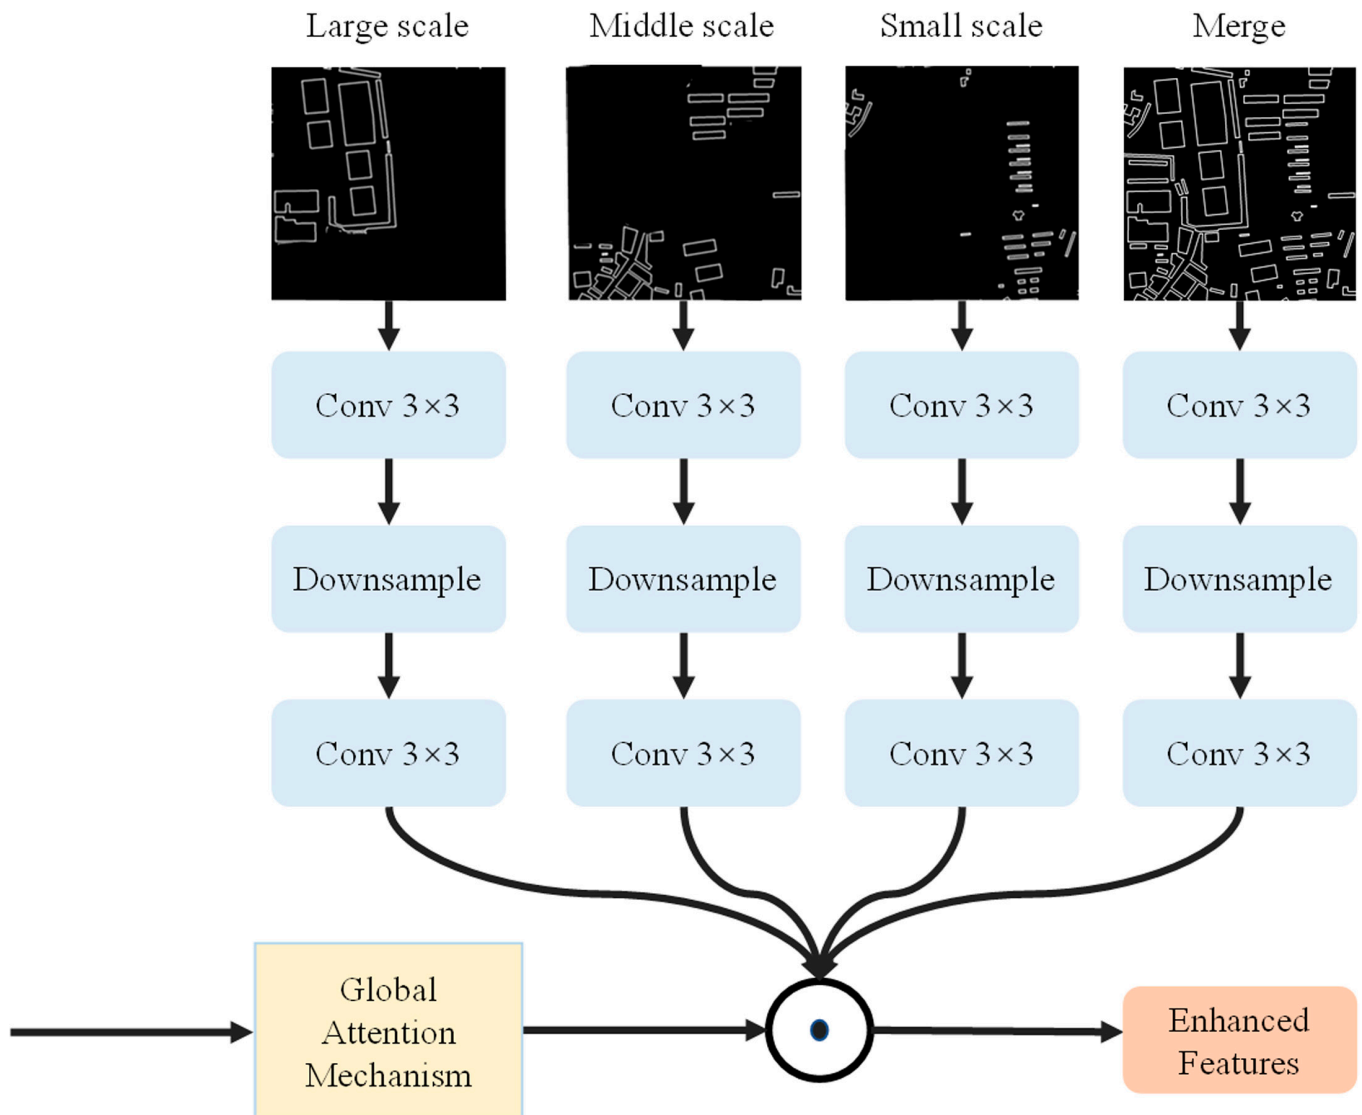 Large scale
Middle scale
Small scale
Merge
Conv 3×3
Conv 3×3
Conv 3×3
Conv 3×3
Downsample
Downsample
Downsample
Downsample
Conv 3×3
Conv 3×3
Conv 3×3
Conv 3×3
Global
Attention
Mechanism
Enhanced
Features